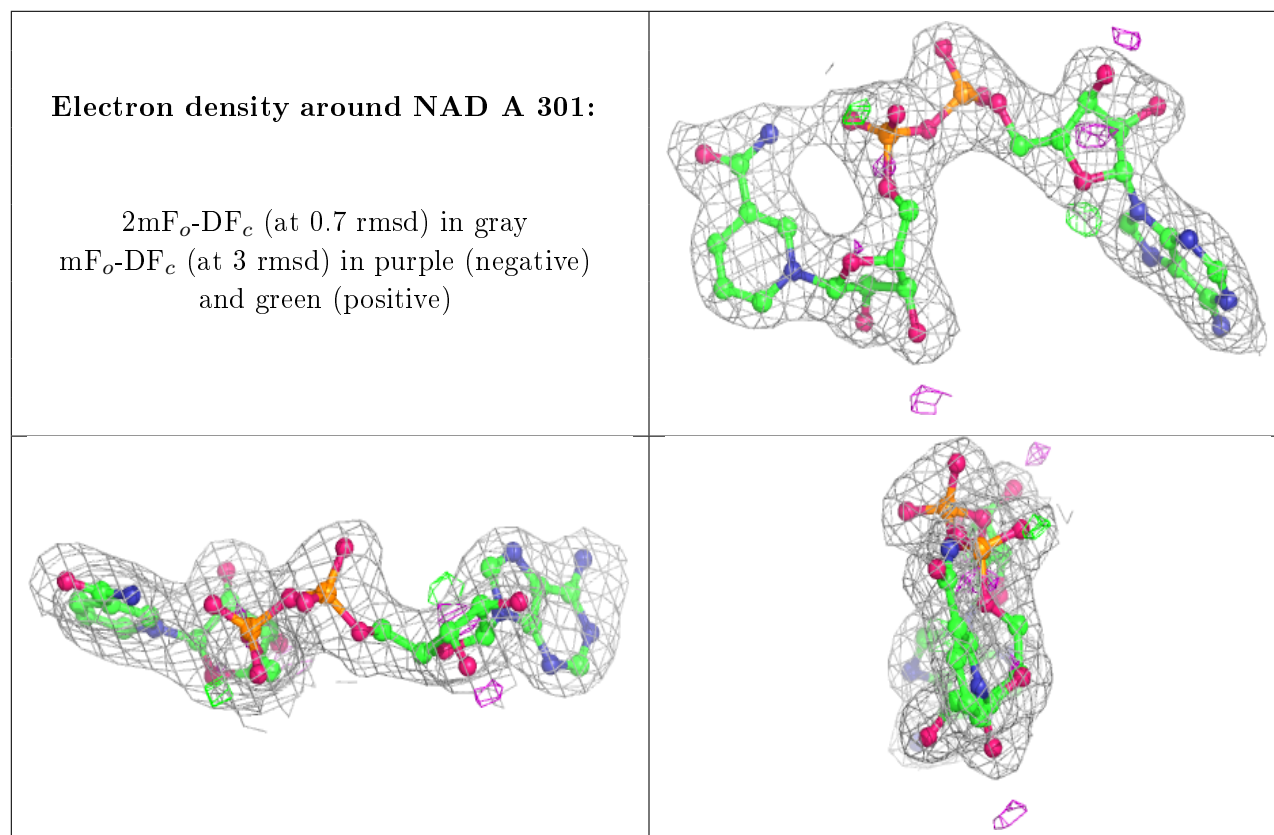 Electron density around NAD A 301:
2mFₒ-DF𝒸 (at 0.7 rmsd) in gray
mFₒ-DF𝒸 (at 3 rmsd) in purple (negative)
and green (positive)